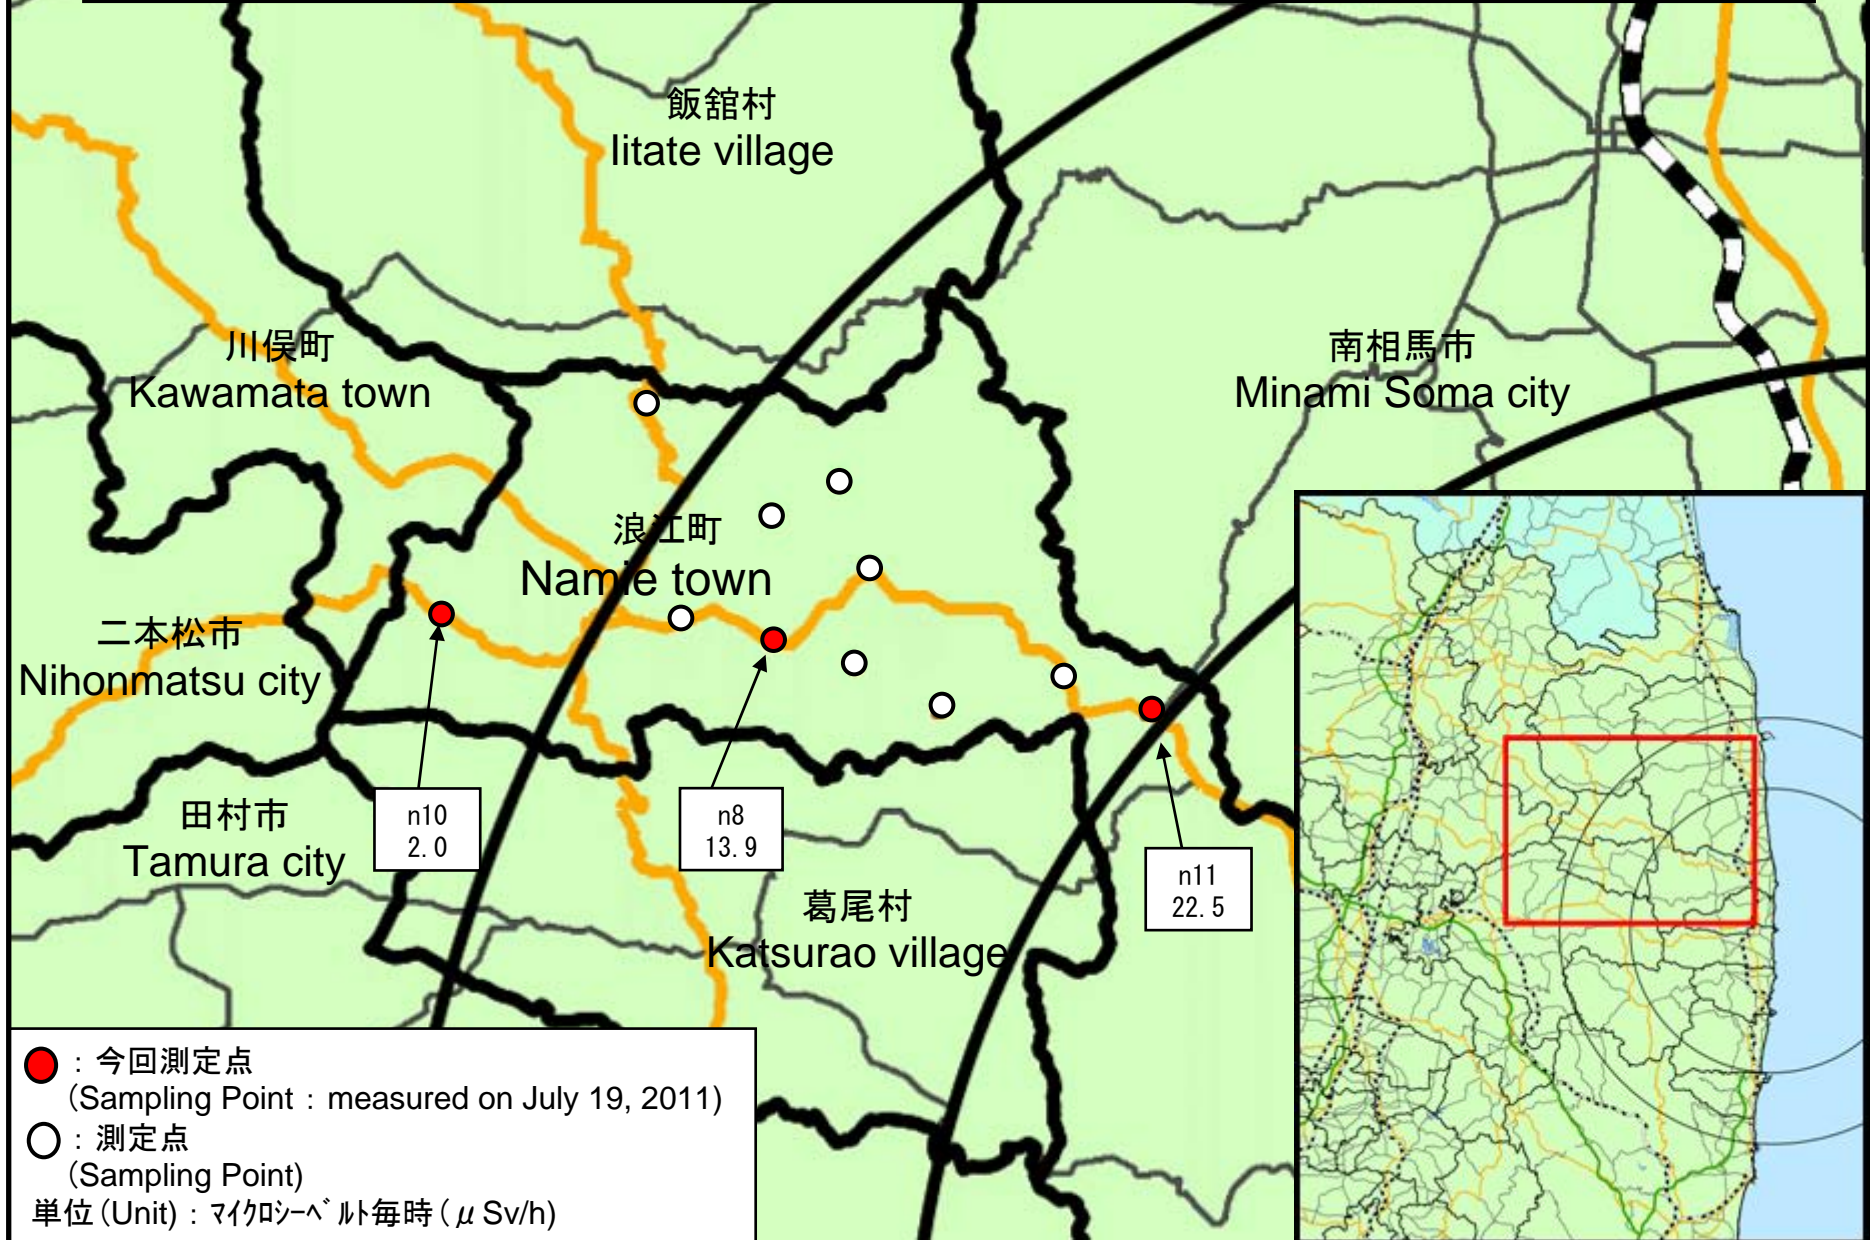 飯舘村
Iitate village
川俣町
Kawamata town
南相馬市
Minami Soma city
浪江町
Namie town
二本松市
Nihonmatsu city
田村市
Tamura city
n10
2.0
n8
13.9
n11
22.5
葛尾村
Katsurao village
：今回測定点
(Sampling Point：measured on July 19, 2011)
：測定点
(Sampling Point)
単位(Unit)：ﾏｲｸﾛｼｰﾍﾞﾙﾄ毎時(μ Sv/h)